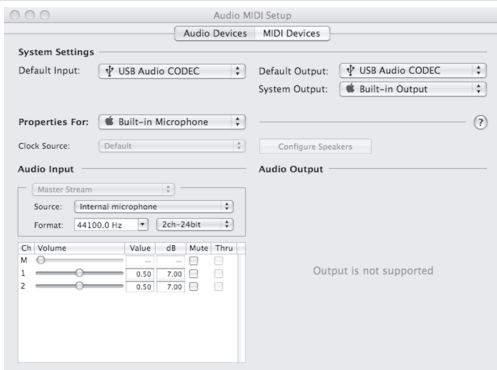 Audio MIDI Setup
Audio Devices MIDI Devices
System Settings
Default Input: USB Audio CODEC
Default Output: USB Audio CODEC
System Output: Built-in Output
Properties For: Built-in Microphone ?
Clock Source: Default
Configure Speakers
Audio Input
Audio Output
Master Stream
Source: Internal microphone
Format: 44100.0 Hz 2ch-24bit
Ch Volume Value dB Mute Thru
M — —
1 0.50 7.00
2 0.50 7.00
Output is not supported